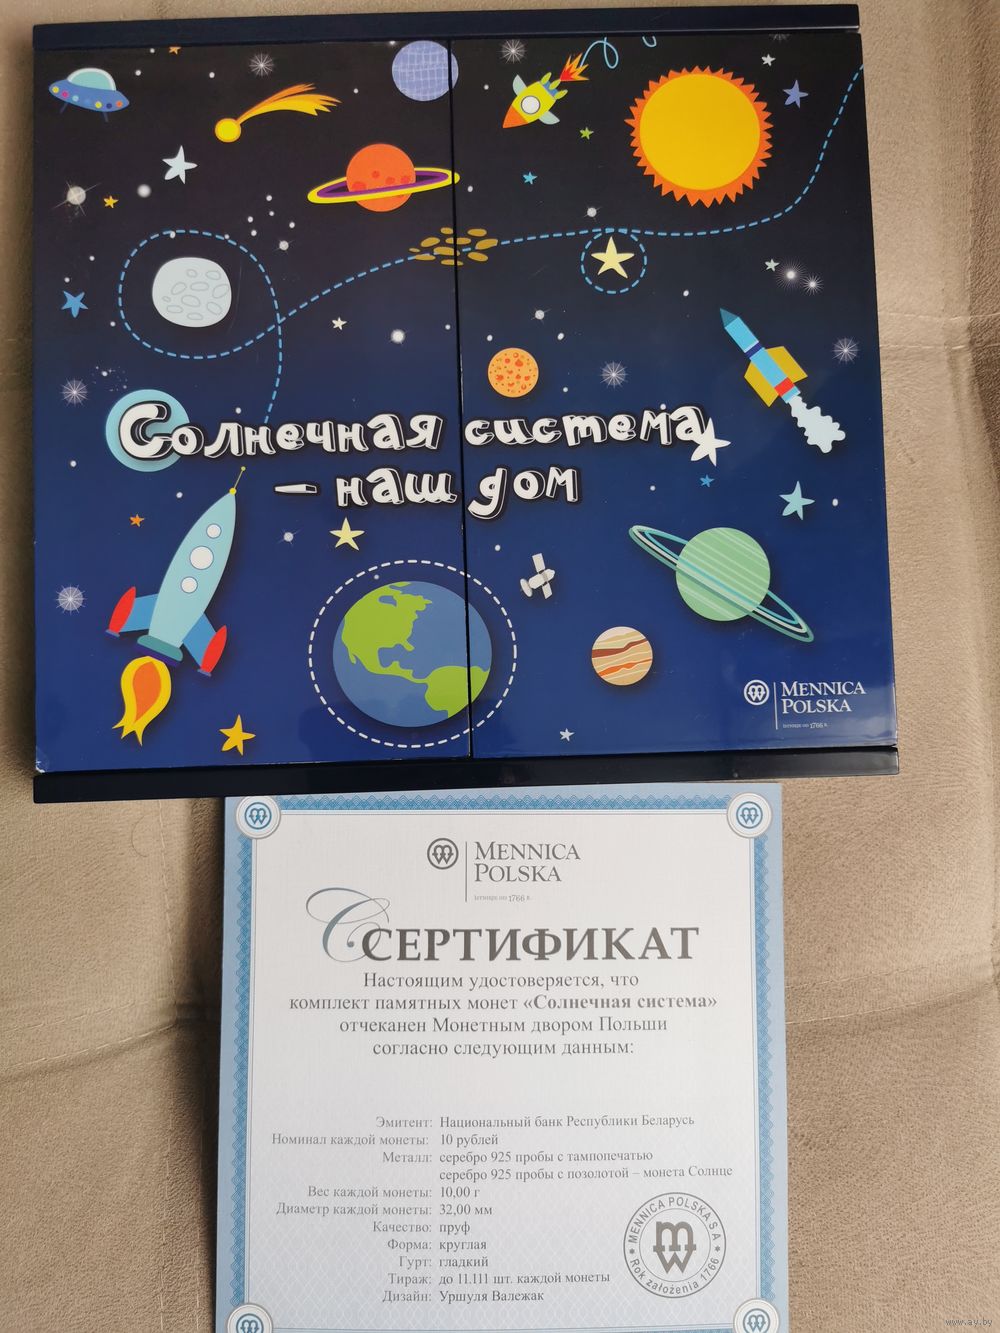 Солнечная система
– наш дом
MENNICA
POLSKA
MENNICA
POLSKA
СЕРТИФИКАТ
Настоящим удостоверяется, что
комплект памятных монет «Солнечная система»
отчеканен Монетным двором Польши
согласно следующим данным:
Эмитент: Национальный банк Республики Беларусь
Номинал каждой монеты: 10 рублей
Металл: серебро 925 пробы с тампопечатью
серебро 925 пробы с позолотой – монета Солнце
Вес каждой монеты: 10,00 г
Диаметр каждой монеты: 32,00 мм
Качество: пруф
Форма: круглая
Гурт: гладкий
Тираж: до 11.111 шт. каждой монеты
Дизайн: Уршуля Валежак
MENNICA POLSKA S A
Rok założenia 1766
www.ay.by